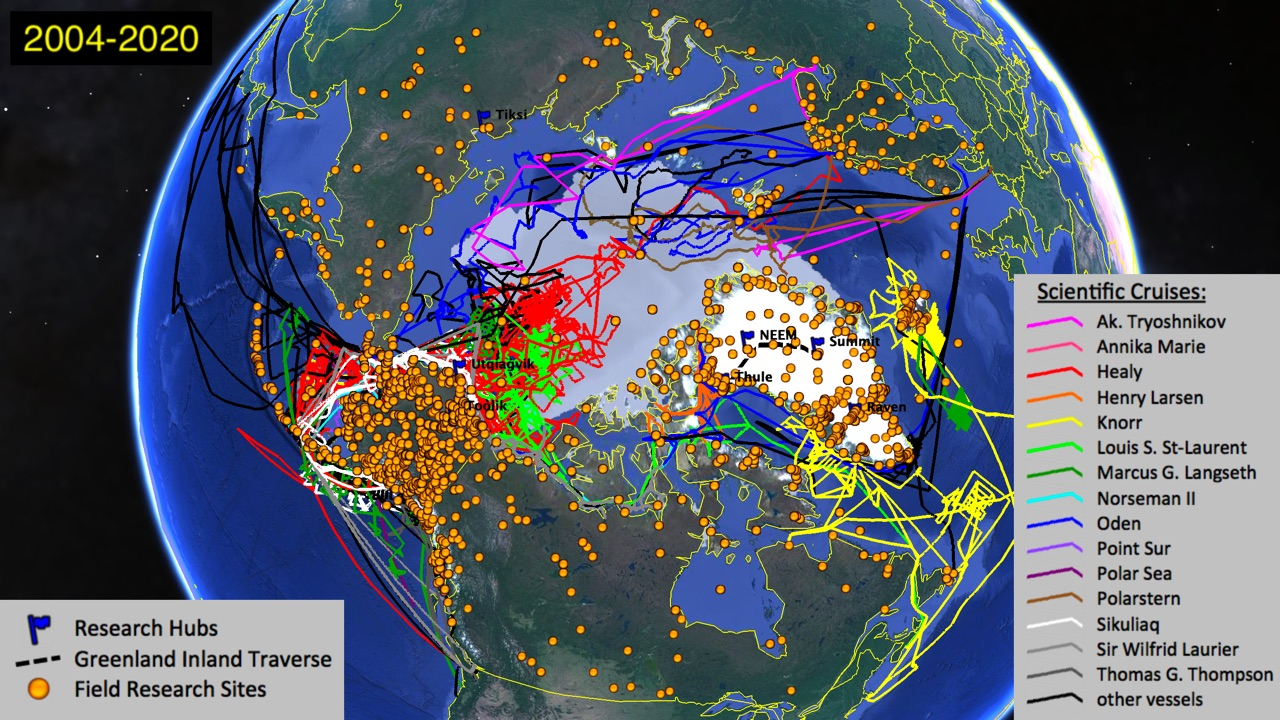 2004-2020
Tiksi
NEEM
Summit
Utqiagvik
Thule
Toolik
Raven
Scientific Cruises:
Ak. Tryoshnikov
Annika Marie
Healy
Henry Larsen
Knorr
Louis S. St-Laurent
Marcus G. Langseth
Norseman II
Oden
Point Sur
Polar Sea
Polarstern
Sikuliaq
Sir Wilfrid Laurier
Thomas G. Thompson
other vessels
Research Hubs
Greenland Inland Traverse
Field Research Sites